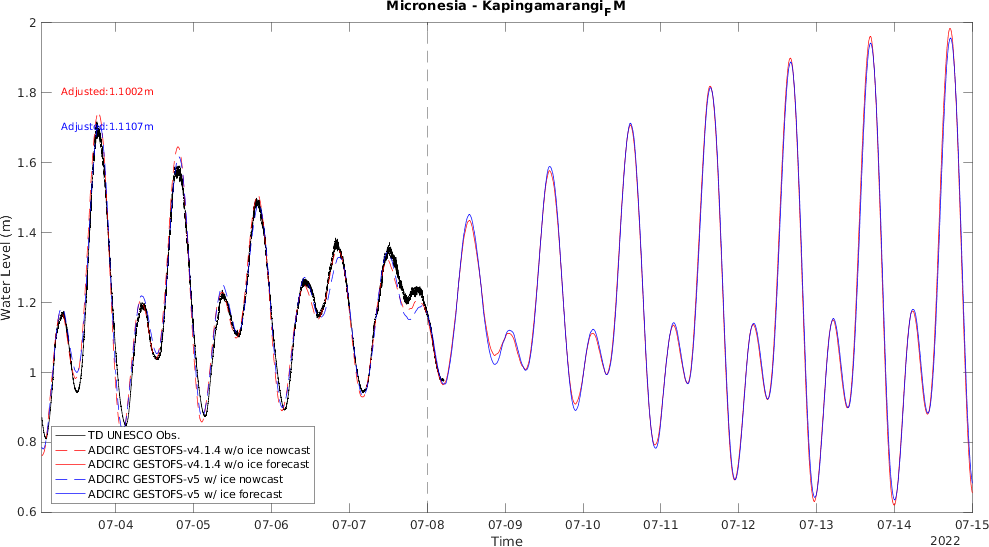 Micronesia - Kapingamarangi_FM
2
1.8
1.6
1.4
1.2
1
0.8
0.6
Water Level (m)
Adjusted:1.1002m
Adjusted:1.1107m
TD UNESCO Obs.
ADCIRC GESTOFS-v4.1.4 w/o ice nowcast
ADCIRC GESTOFS-v4.1.4 w/o ice forecast
ADCIRC GESTOFS-v5 w/ ice nowcast
ADCIRC GESTOFS-v5 w/ ice forecast
07-04 07-05 07-06 07-07 07-08 07-09 07-10 07-11 07-12 07-13 07-14 07-15
Time
2022